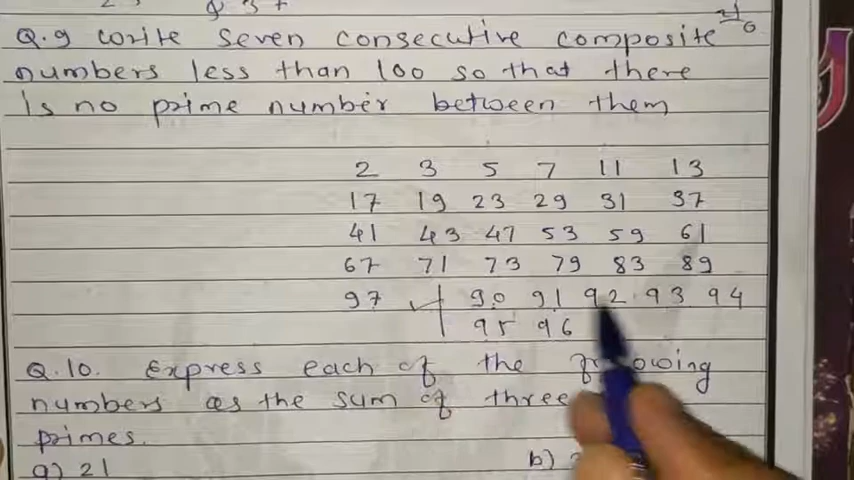 Q.9 write seven consecutive composite
numbers less than 100 so that there
Is no prime number between them
2 3 5 7 11 13
17 19 23 29 31 37
41 43 47 53 59 61
67 71 73 79 83 89
97 90 91 92 93 94
95 96
Q.10. Express each of the following
numbers as the sum of three
primes.
a) 21 b)